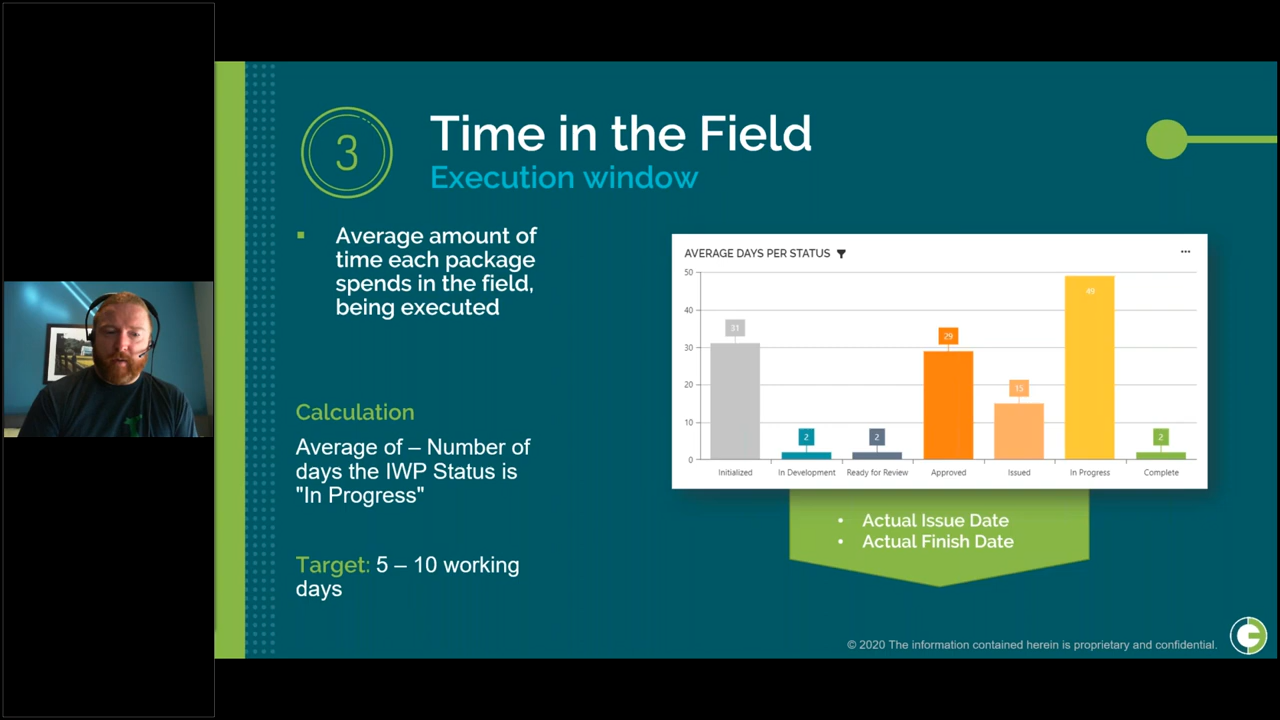 3
Time in the Field
Execution window
▪ Average amount of
time each package
spends in the field,
being executed
Calculation
Average of – Number of
days the IWP Status is
"In Progress"
Target: 5 – 10 working
days
AVERAGE DAYS PER STATUS
...
50
40
30
20
10
0
31
2
2
29
15
49
2
Initialized
In Development
Ready for Review
Approved
Issued
In Progress
Complete
• Actual Issue Date
• Actual Finish Date
© 2020 The information contained herein is proprietary and confidential.